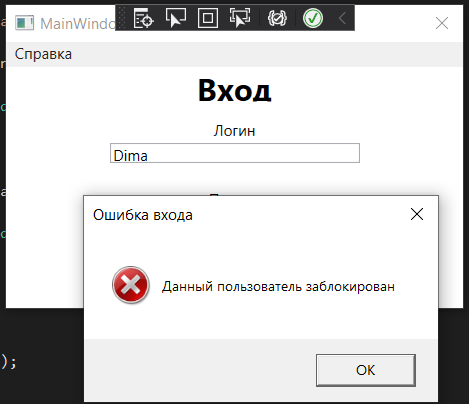 MainWindo
Справка
Вход
Логин
Dima
Ошибка входа
Данный пользователь заблокирован
OK
);